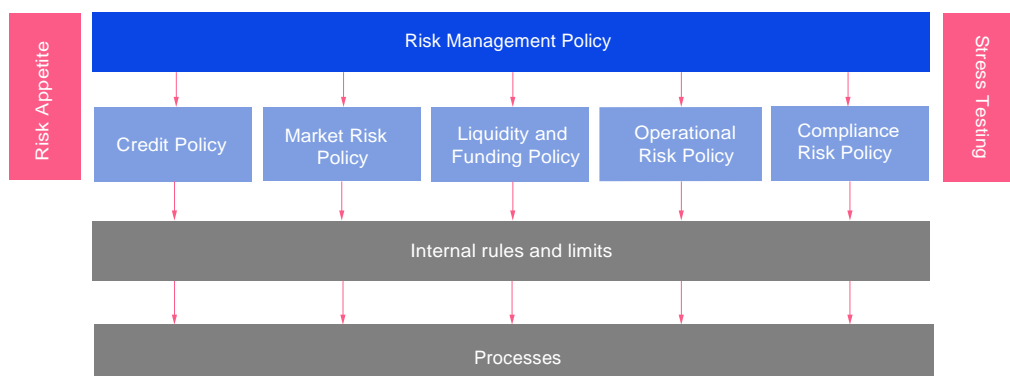 Risk Appetite
Risk Management Policy
Stress Testing
Credit Policy
Market Risk
Policy
Liquidity and
Funding Policy
Operational
Risk Policy
Compliance
Risk Policy
Internal rules and limits
Processes